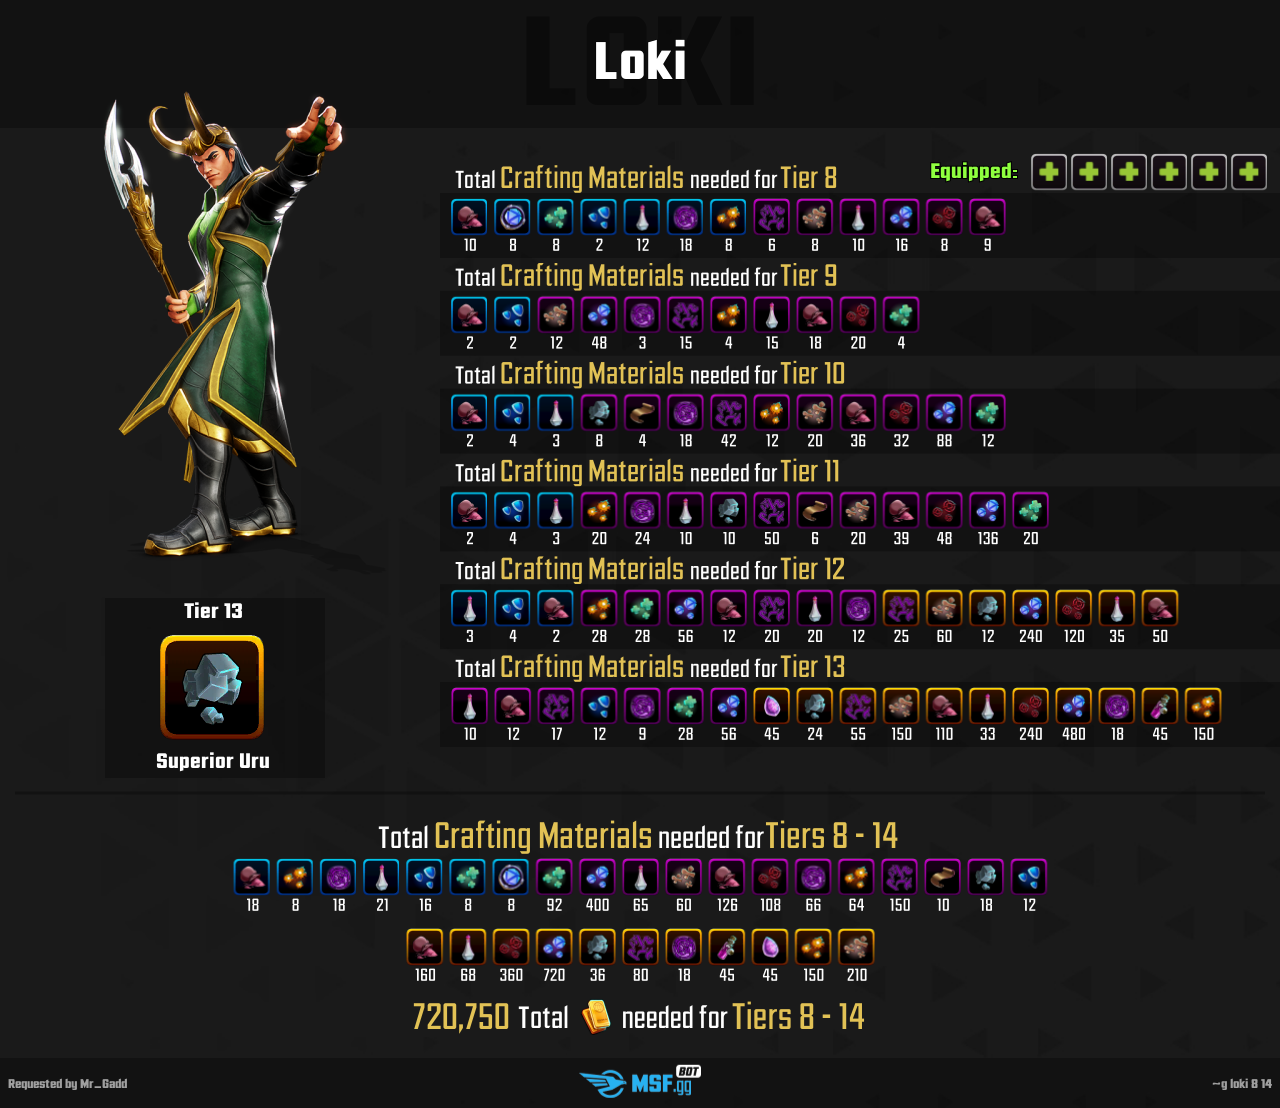 Loki
Equipped:
Total Crafting Materials needed for Tier 8
10 8 8 2 12 18 8 6 8 10 16 8 9
Total Crafting Materials needed for Tier 9
2 2 12 48 3 15 4 15 18 20 4
Total Crafting Materials needed for Tier 10
2 4 3 8 4 18 42 12 20 36 32 88 12
Total Crafting Materials needed for Tier 11
2 4 3 20 24 10 10 50 6 20 39 48 136 20
Total Crafting Materials needed for Tier 12
3 4 2 28 28 56 12 20 20 12 25 60 12 240 120 35 50
Total Crafting Materials needed for Tier 13
10 12 17 12 9 28 56 45 24 55 150 110 33 240 480 18 45 150
Tier 13
Superior Uru
Total Crafting Materials needed for Tiers 8 - 14
18 8 18 21 16 8 8 92 400 65 60 126 108 66 64 150 10 18 12
160 68 360 720 36 80 18 45 45 150 210
720,750 Total needed for Tiers 8 - 14
Requested by Mr_Gadd
MSF.gg BOT
~g loki 8 14